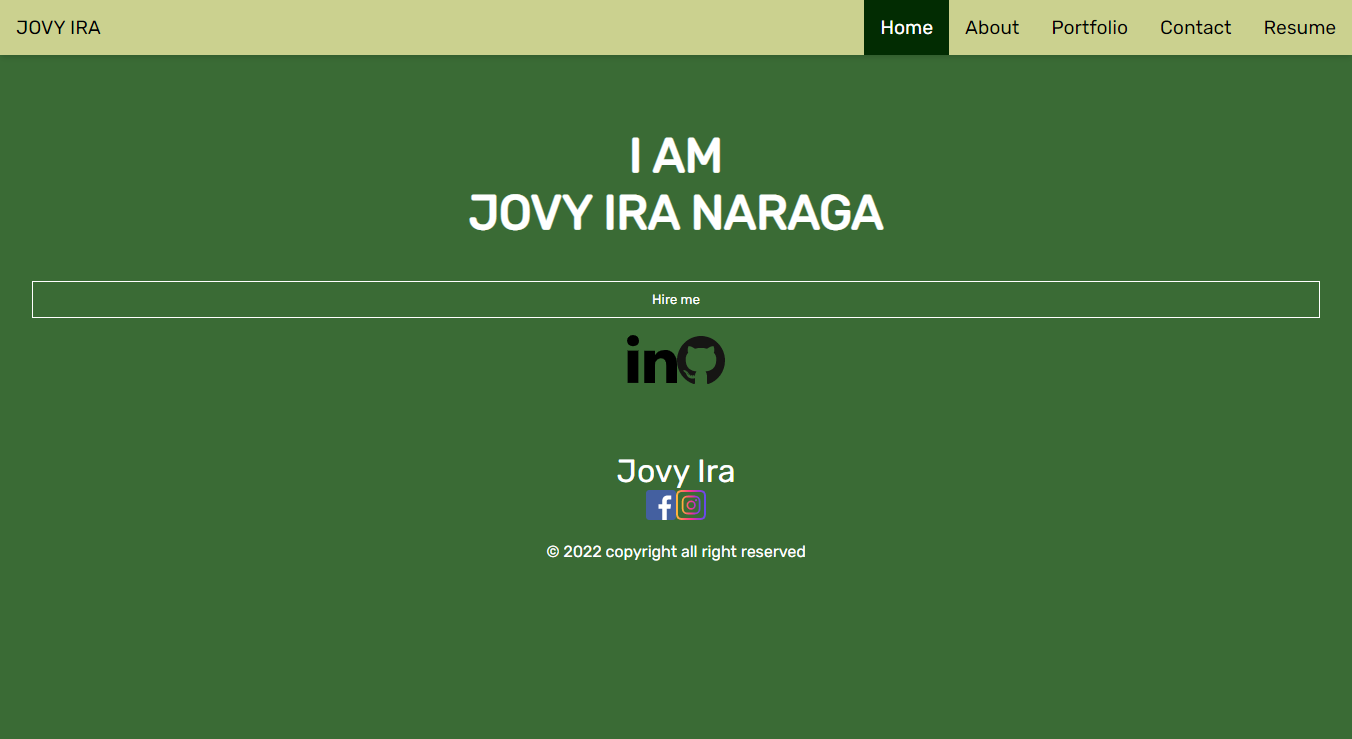 JOVY IRA
Home About Portfolio Contact Resume
I AM
JOVY IRA NARAGA
Hire me
in
Jovy Ira
f
© 2022 copyright all right reserved